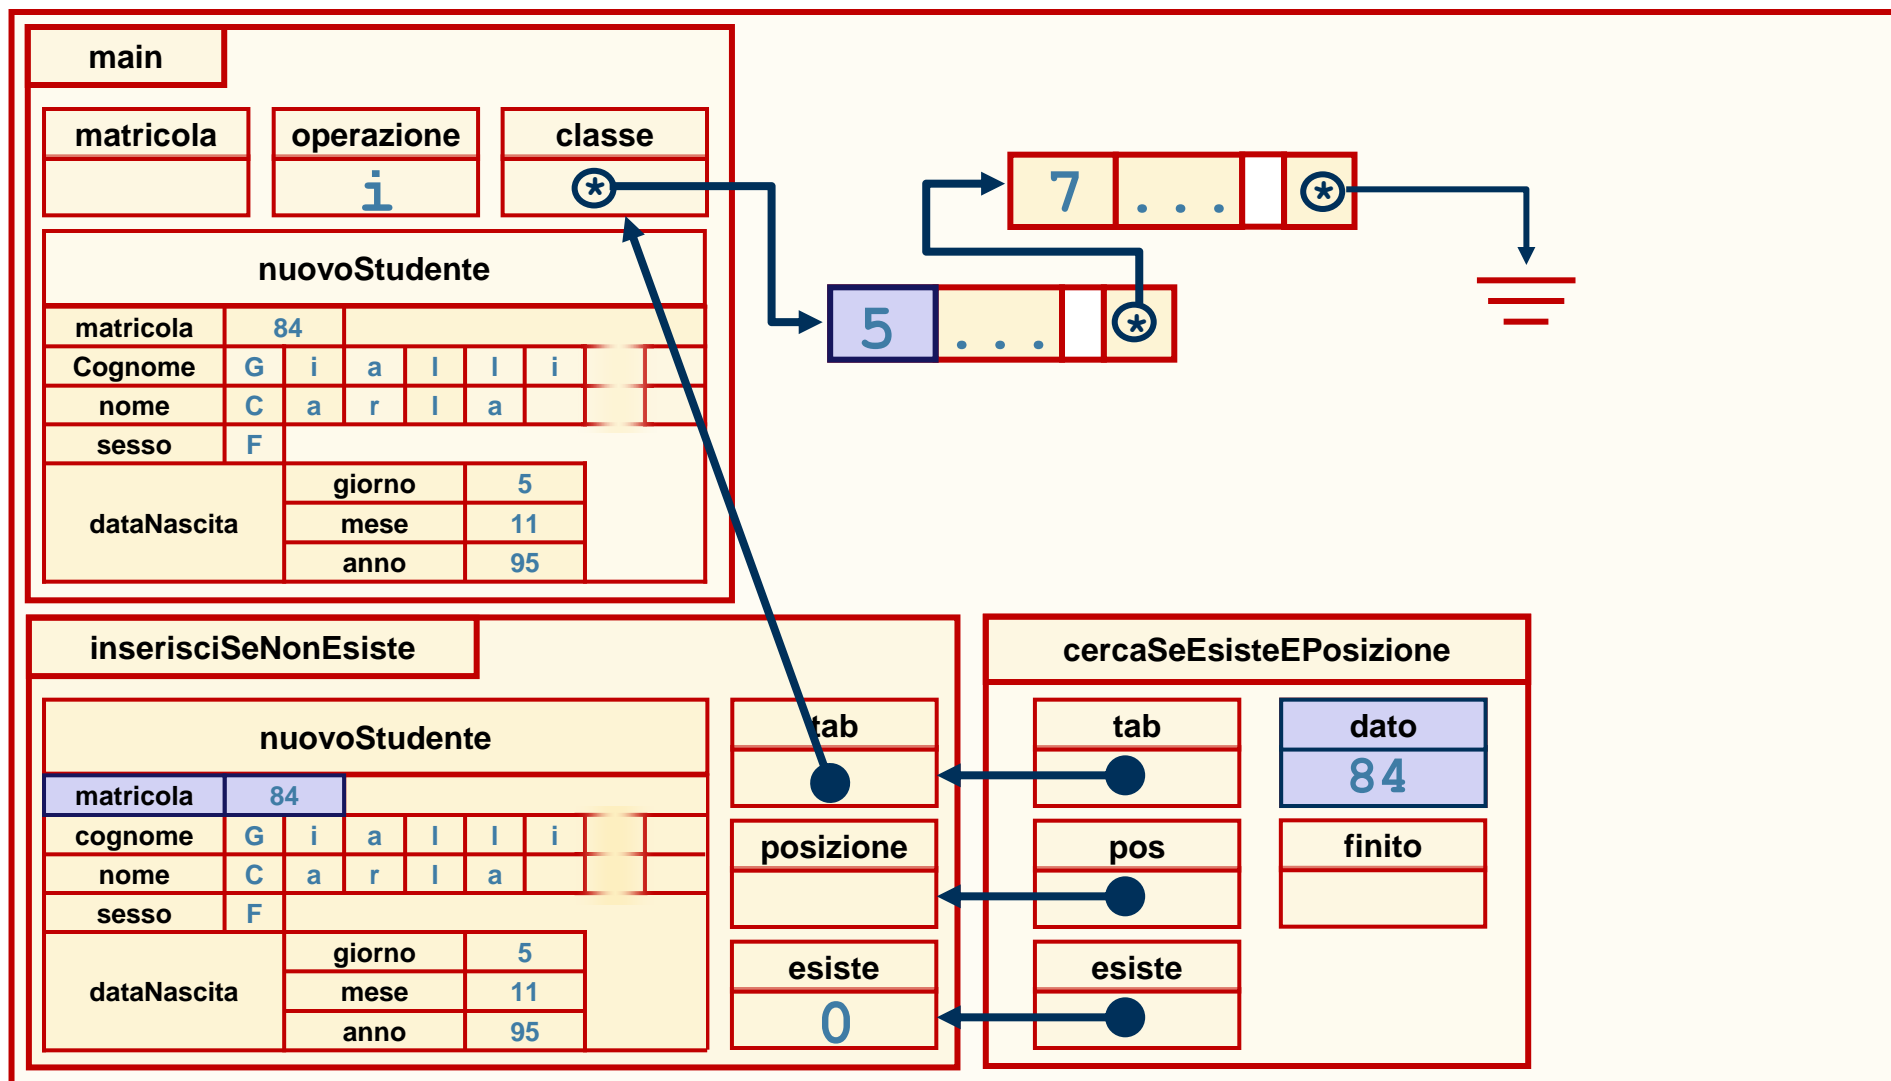 main
matricola operazione classe
i *
7 . . . *
nuovoStudente
5 . . . *
matricola 84
Cognome G i a l l i
nome C a r l a
sesso F
dataNascita
giorno 5
mese 11
anno 95
inserisciSeNonEsiste
nuovoStudente
matricola 84
cognome G i a l l i
nome C a r l a
sesso F
dataNascita
giorno 5
mese 11
anno 95
tab
posizione
esiste
0
cercaSeEsisteEPosizione
tab dato
84
pos finito
esiste